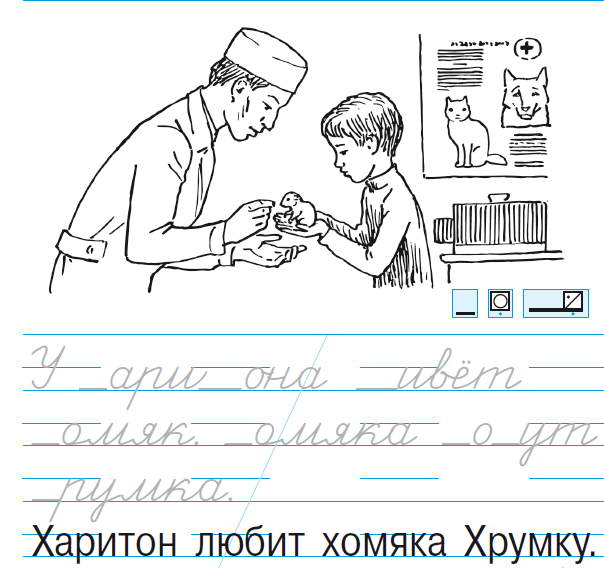 У _ари_она _ивёт
_омяк. _омяка _о_ут
_румка.
Харитон любит хомяка Хрумку.